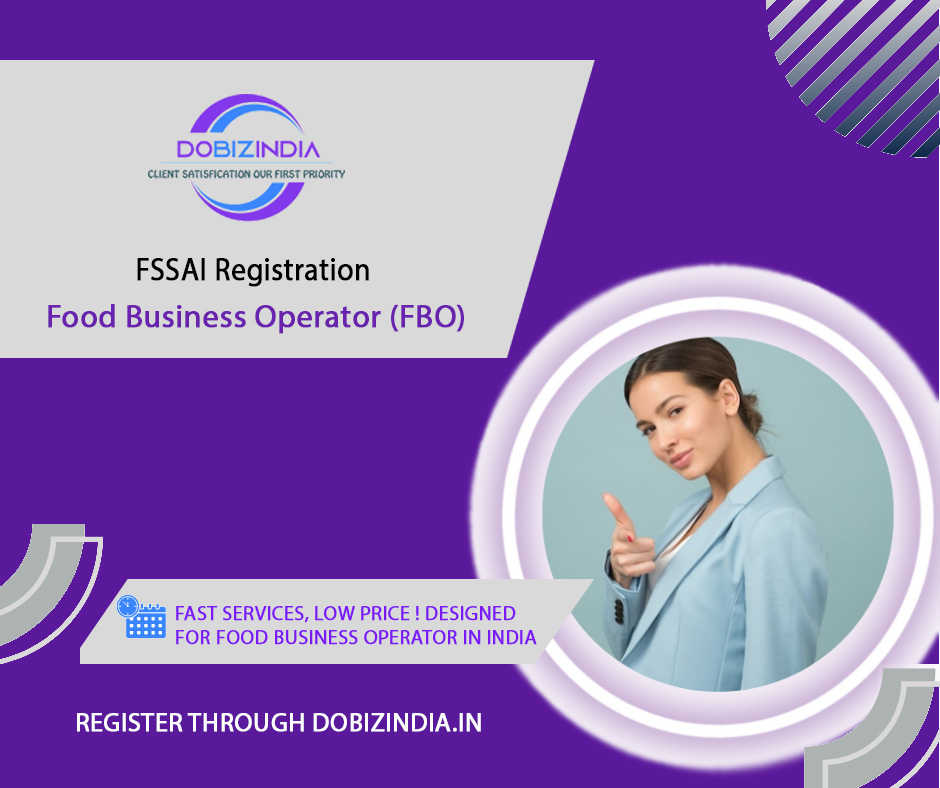 DOBIZINDIA
CLIENT SATISFICATION OUR FIRST PRIORITY
FSSAI Registration
Food Business Operator (FBO)
FAST SERVICES, LOW PRICE ! DESIGNED
FOR FOOD BUSINESS OPERATOR IN INDIA
REGISTER THROUGH DOBIZINDIA.IN